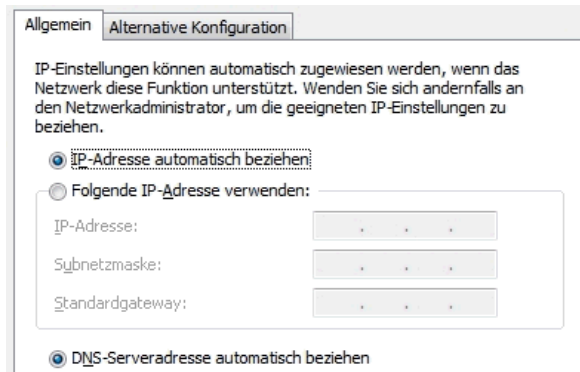 Allgemein
Alternative Konfiguration
IP-Einstellungen können automatisch zugewiesen werden, wenn das
Netzwerk diese Funktion unterstützt. Wenden Sie sich andernfalls an
den Netzwerkadministrator, um die geeigneten IP-Einstellungen zu
beziehen.
IP-Adresse automatisch beziehen
Folgende IP-Adresse verwenden:
IP-Adresse:
Subnetzmaske:
Standardgateway:
DNS-Serveradresse automatisch beziehen